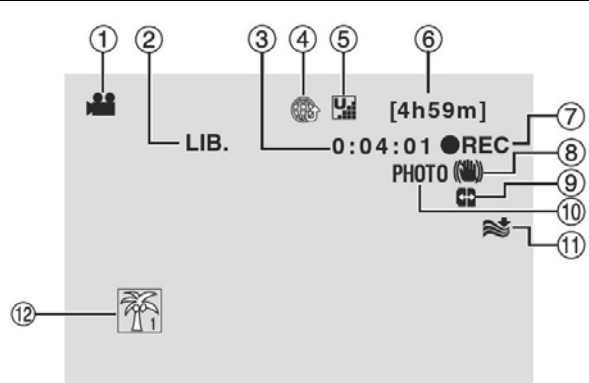 ① ② ③ ④ ⑤ ⑥
[4h59m]
LIB. 0:04:01 ●REC ⑦
PHOTO ⑧
⑨
⑩
⑪
⑫ 1